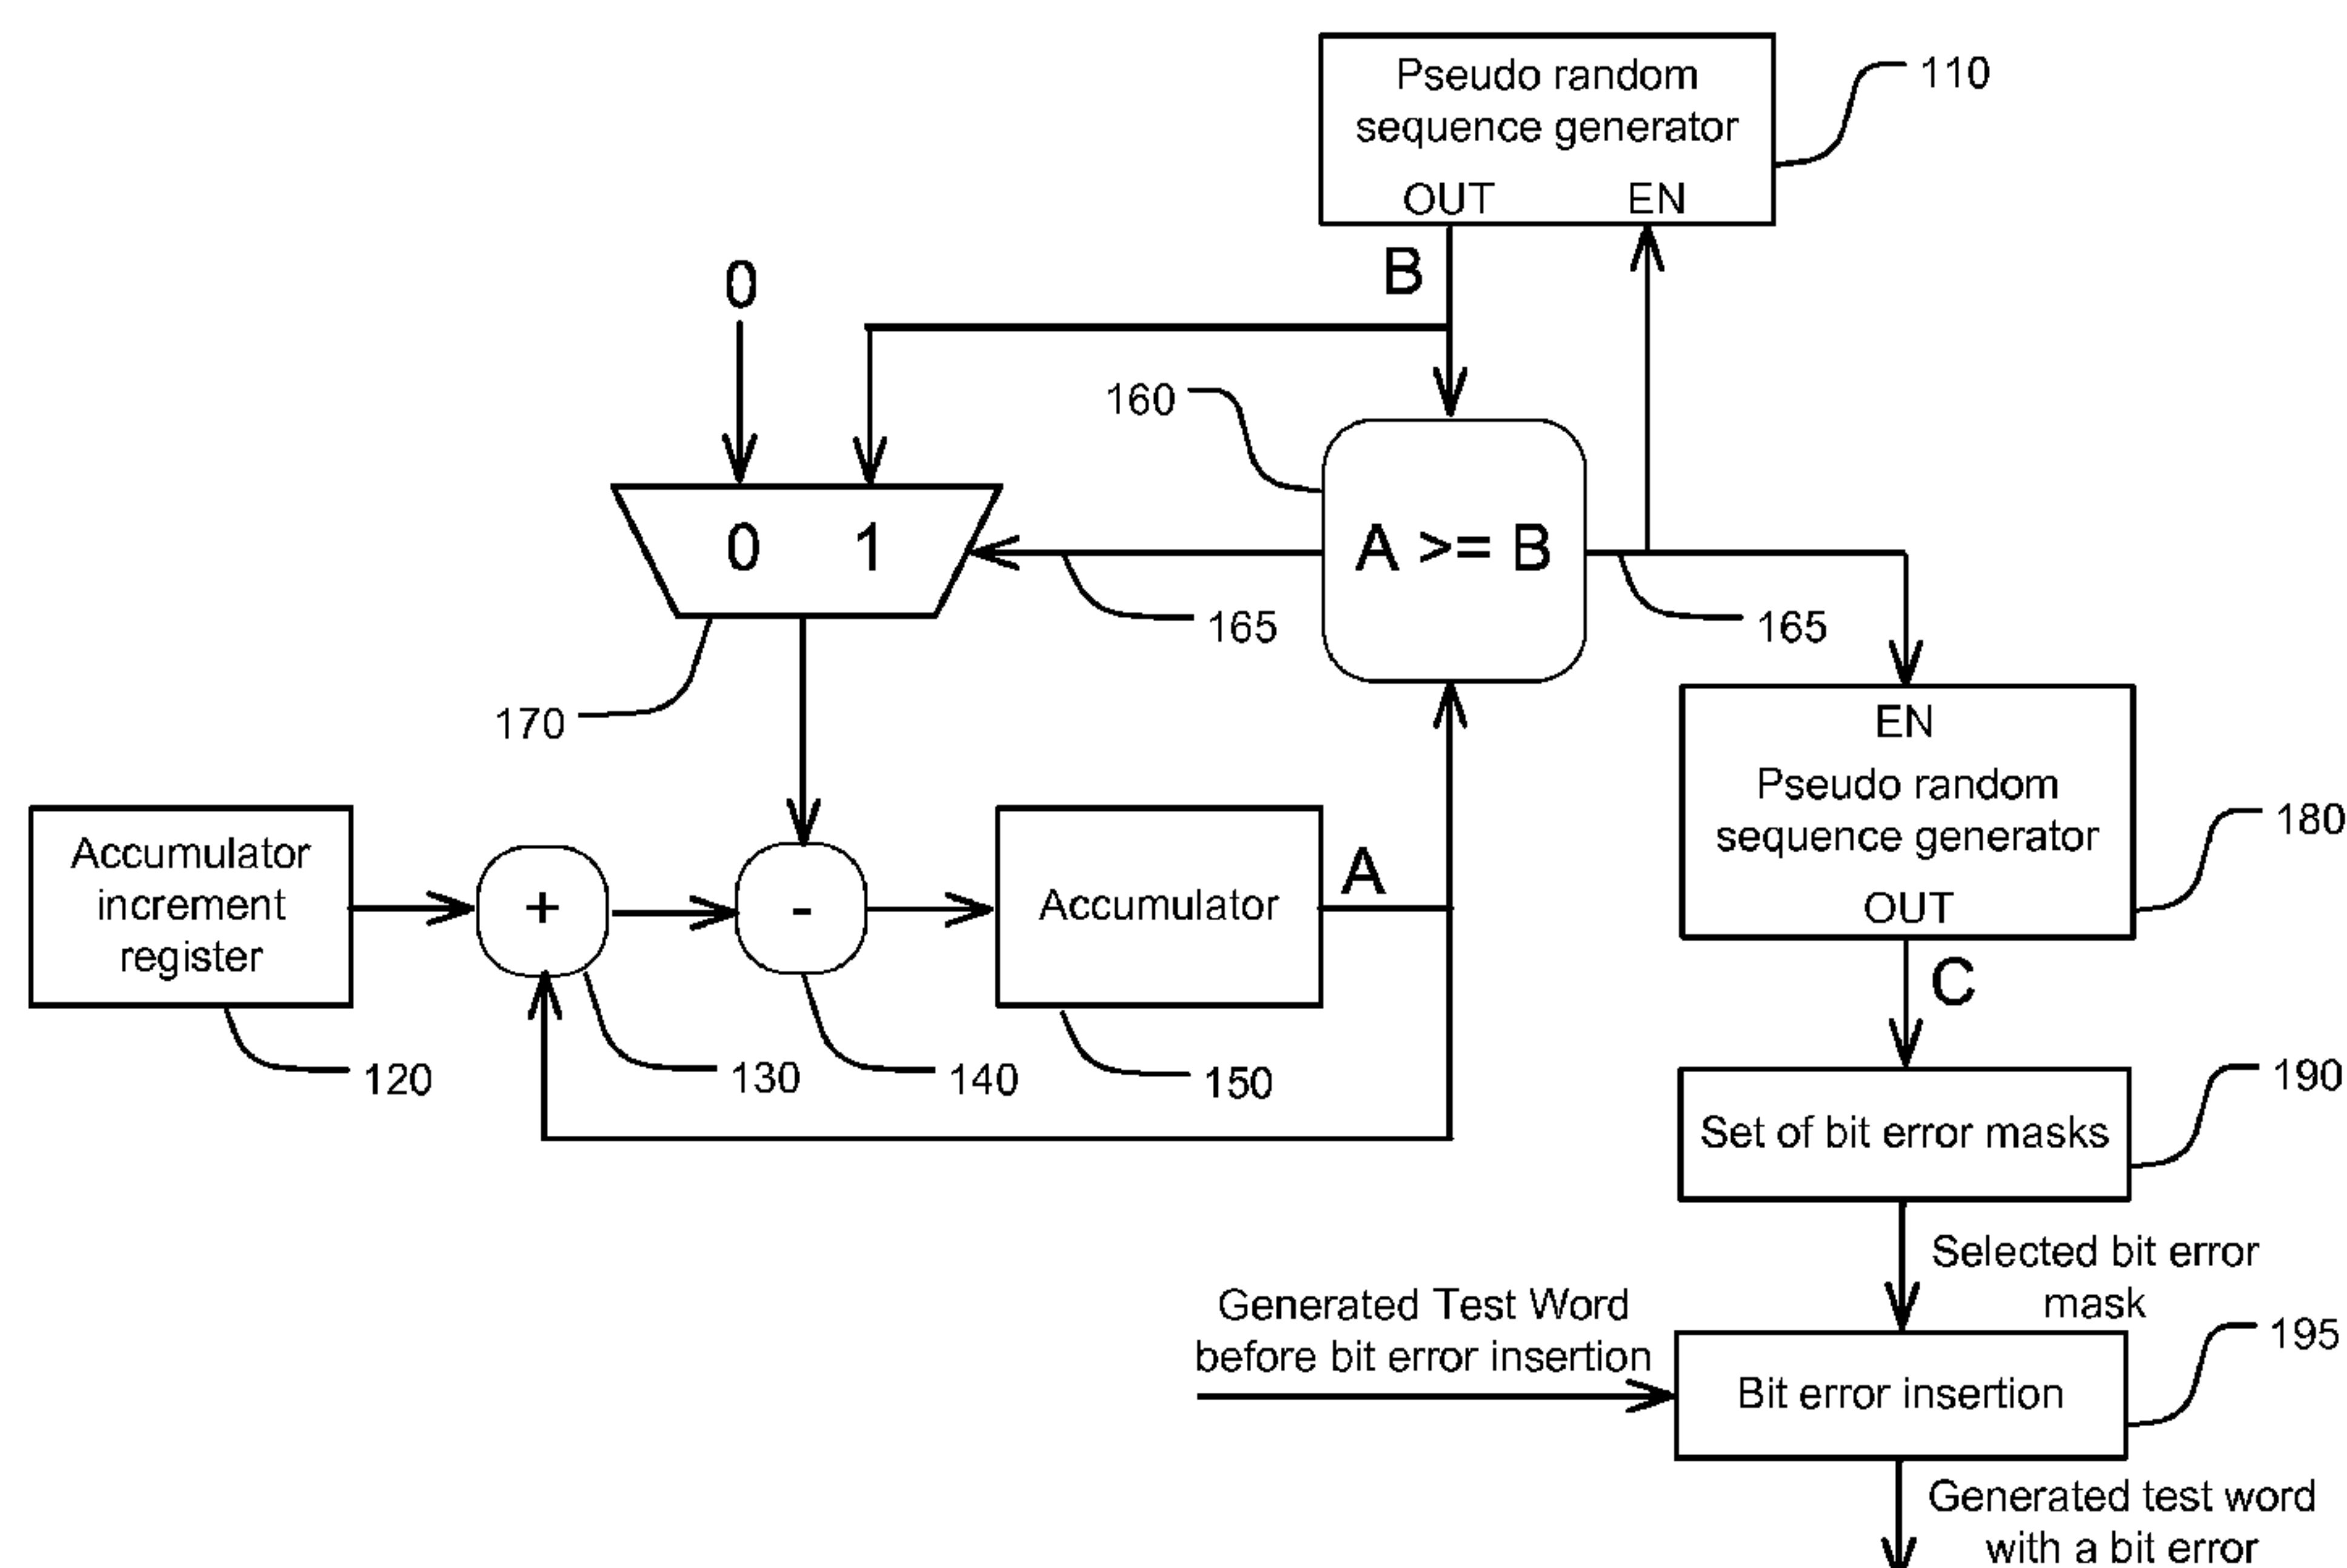 Pseudo random
sequence generator
OUT EN
110
B
0
160
0 1
A >= B
165
165
170
EN
Pseudo random
sequence generator
OUT
180
Accumulator
increment
register
+
-
Accumulator
A
C
120
130
140
150
190
Set of bit error masks
Selected bit error
mask
Generated Test Word
before bit error insertion
195
Bit error insertion
Generated test word
with a bit error